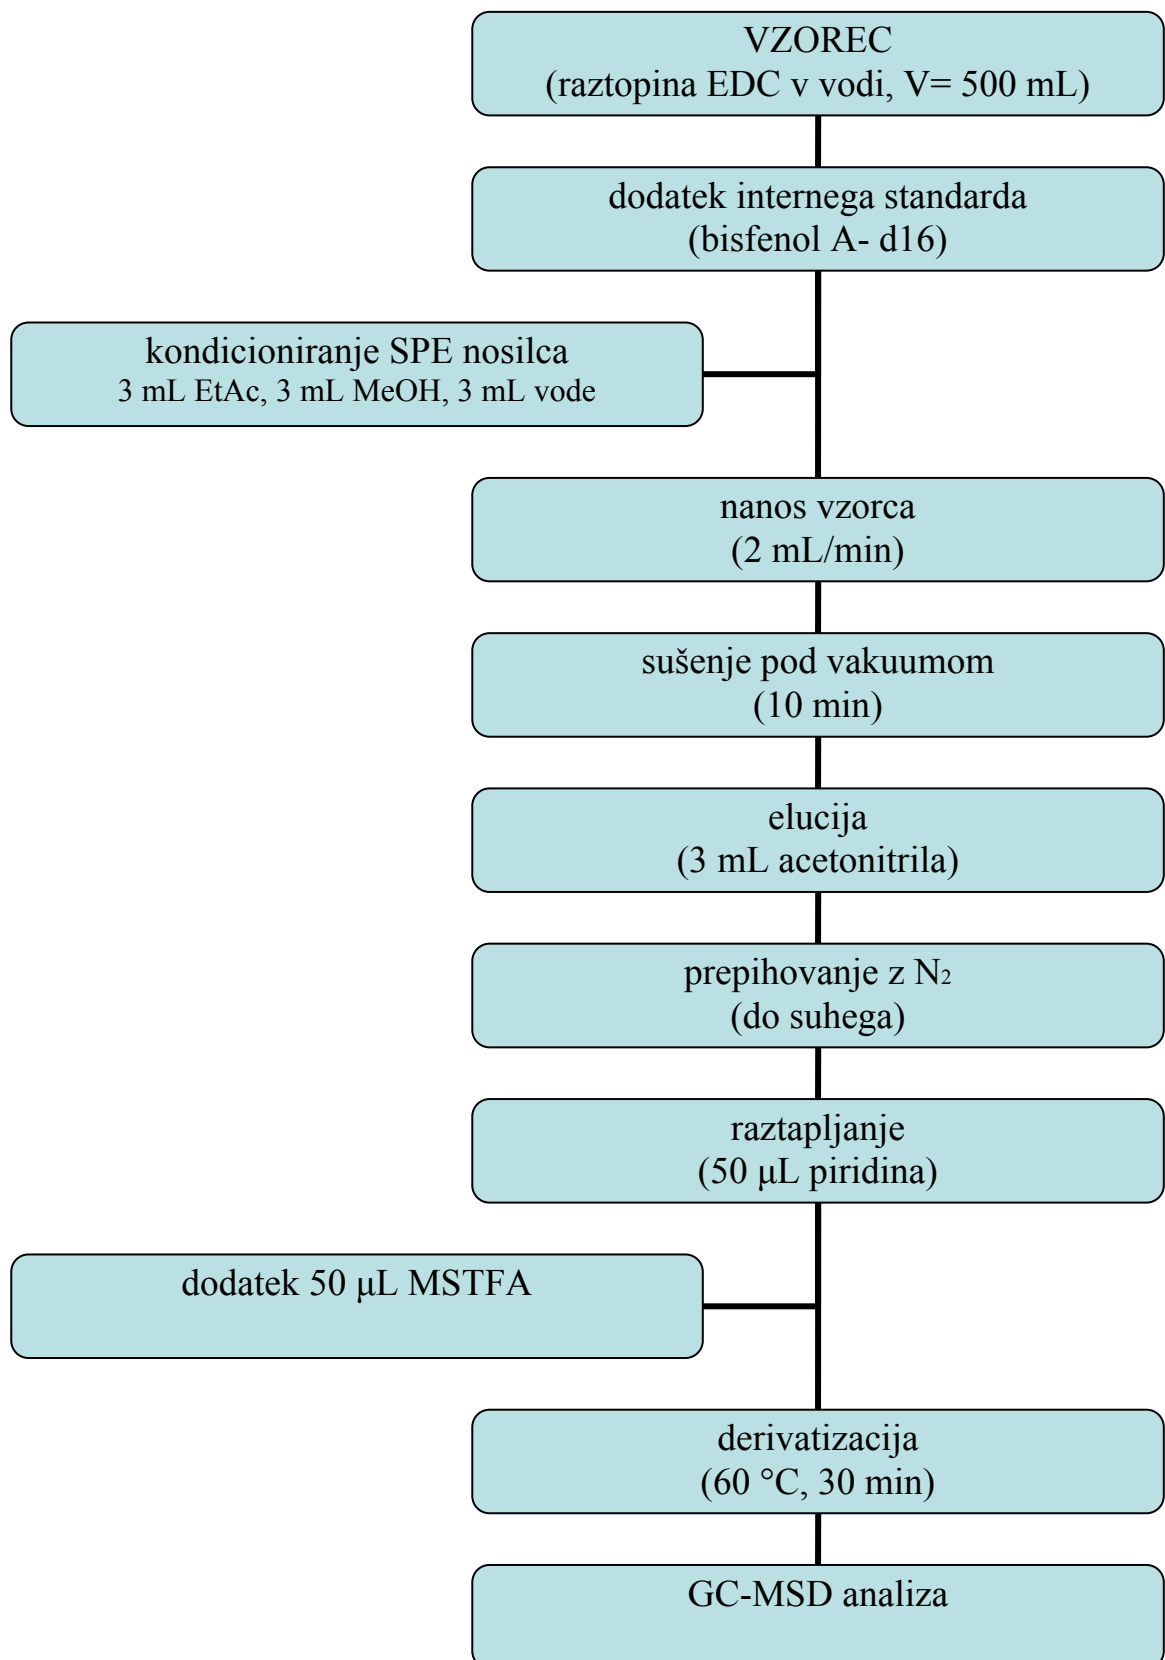 VZOREC
(raztopina EDC v vodi, V= 500 mL)
dodatek internega standarda
(bisfenol A- d16)
kondicioniranje SPE nosilca
3 mL EtAc, 3 mL MeOH, 3 mL vode
nanos vzorca
(2 mL/min)
sušenje pod vakuumom
(10 min)
elucija
(3 mL acetonitrila)
prepihovanje z N₂
(do suhega)
raztapljanje
(50 μL piridina)
dodatek 50 μL MSTFA
derivatizacija
(60 °C, 30 min)
GC-MSD analiza